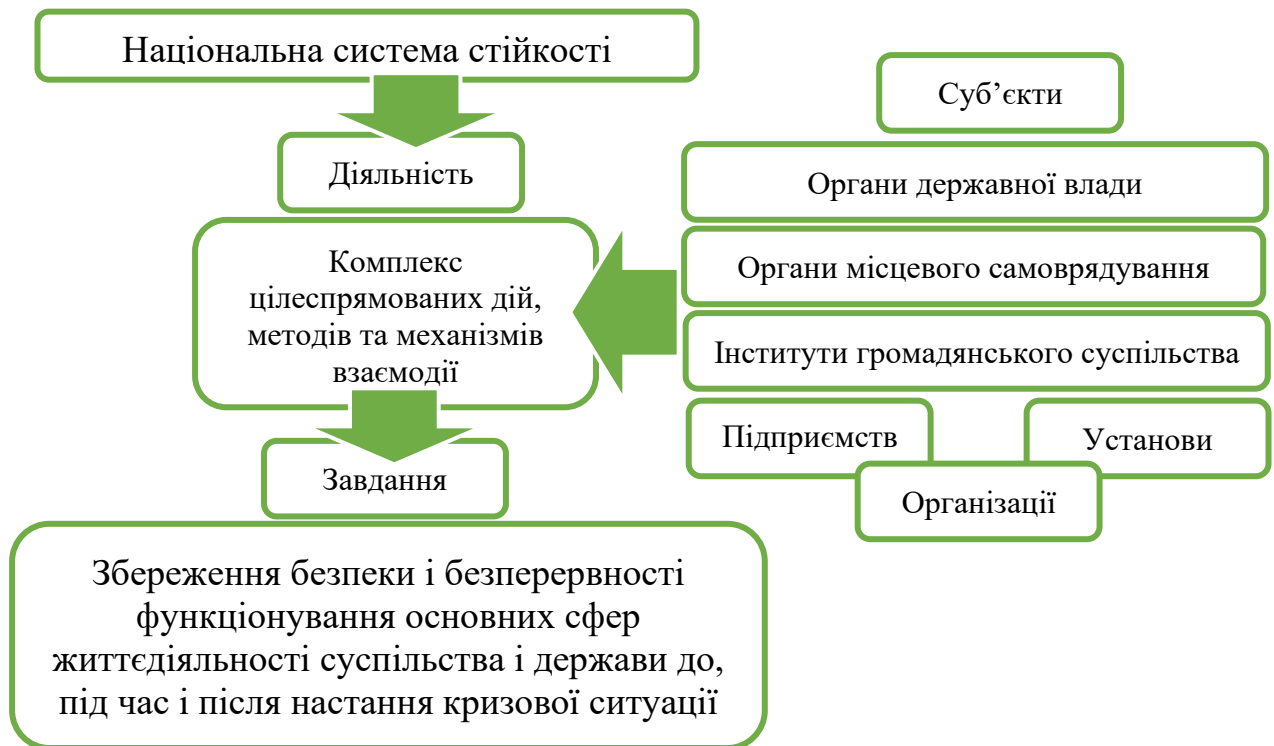 Національна система стійкості
Діяльність
Комплекс
цілеспрямованих дій,
методів та механізмів
взаємодії
Завдання
Збереження безпеки і безперервності
функціонування основних сфер
життєдіяльності суспільства і держави до,
під час і після настання кризової ситуації
Суб’єкти
Органи державної влади
Органи місцевого самоврядування
Інститути громадянського суспільства
Підприємств
Установи
Організації